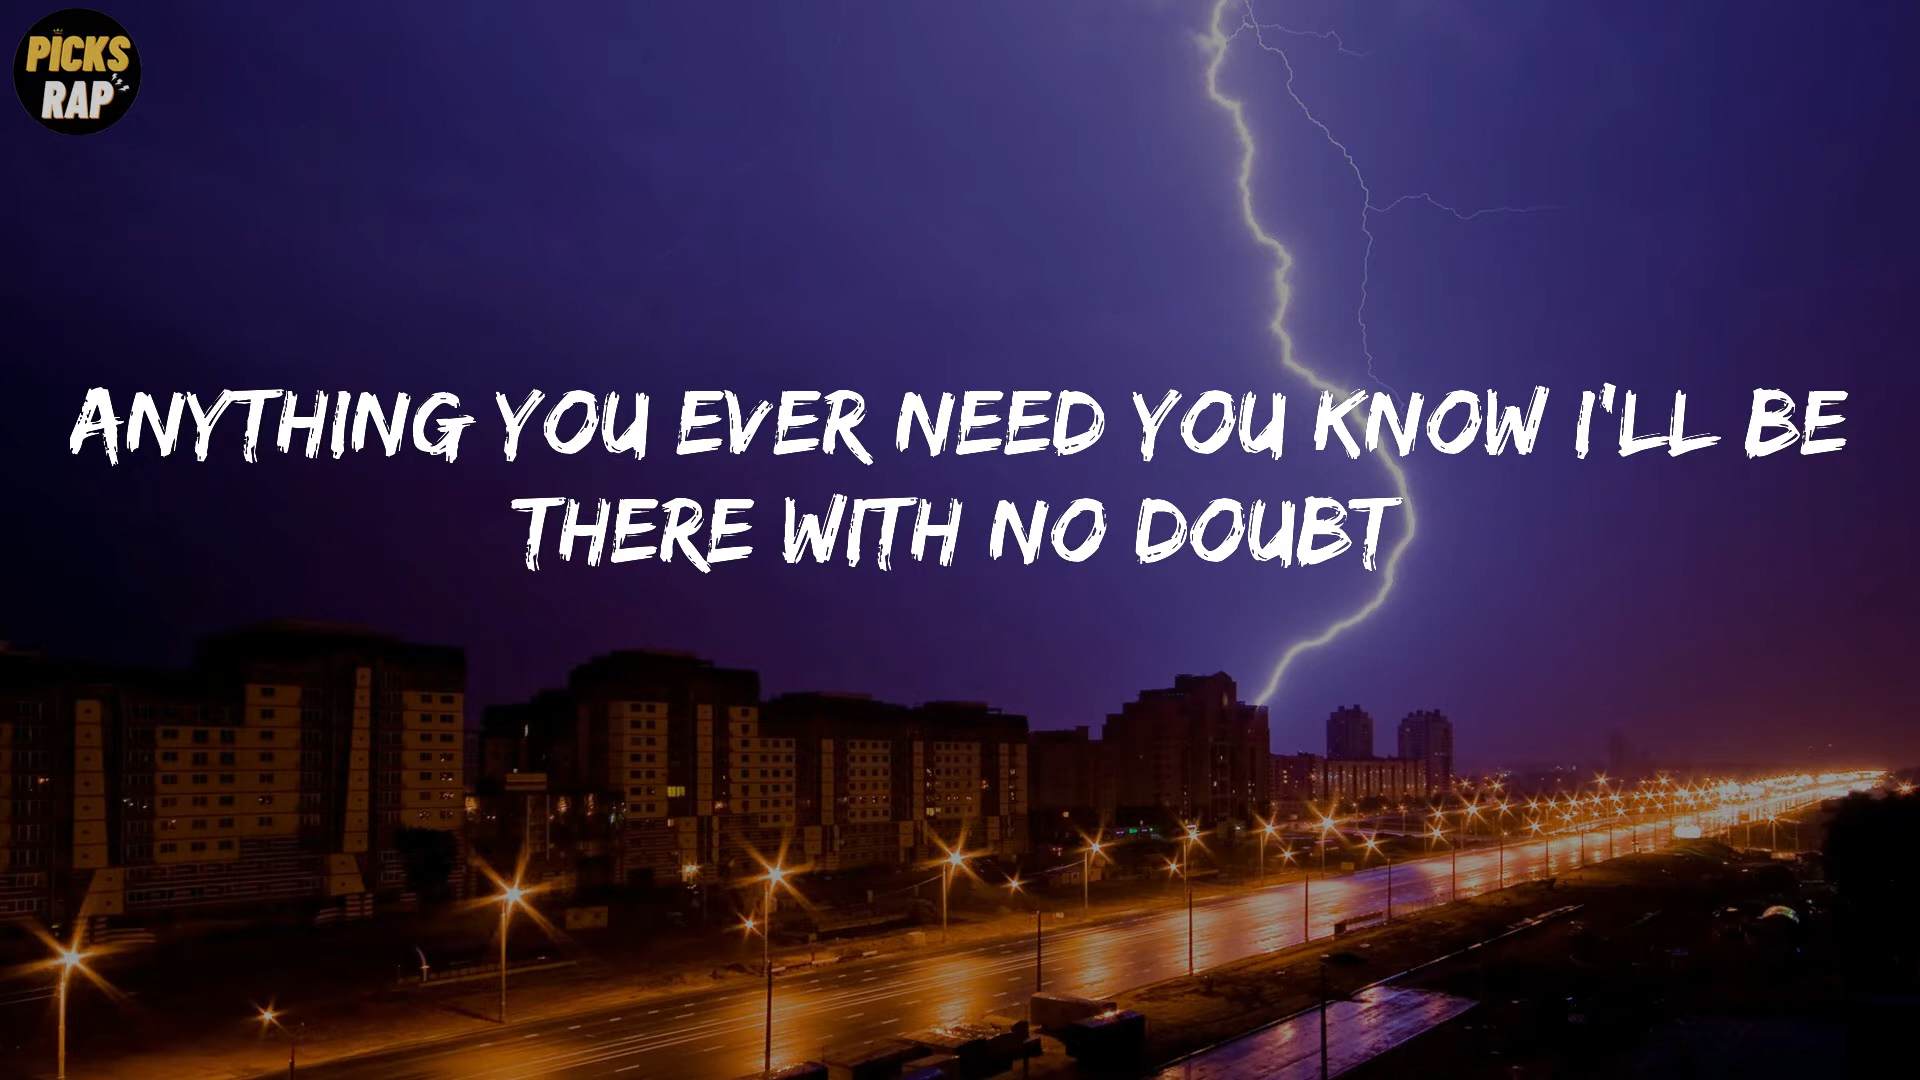 PICKS
RAP
ANYTHING YOU EVER NEED YOU KNOW I'LL BE
THERE WITH NO DOUBT